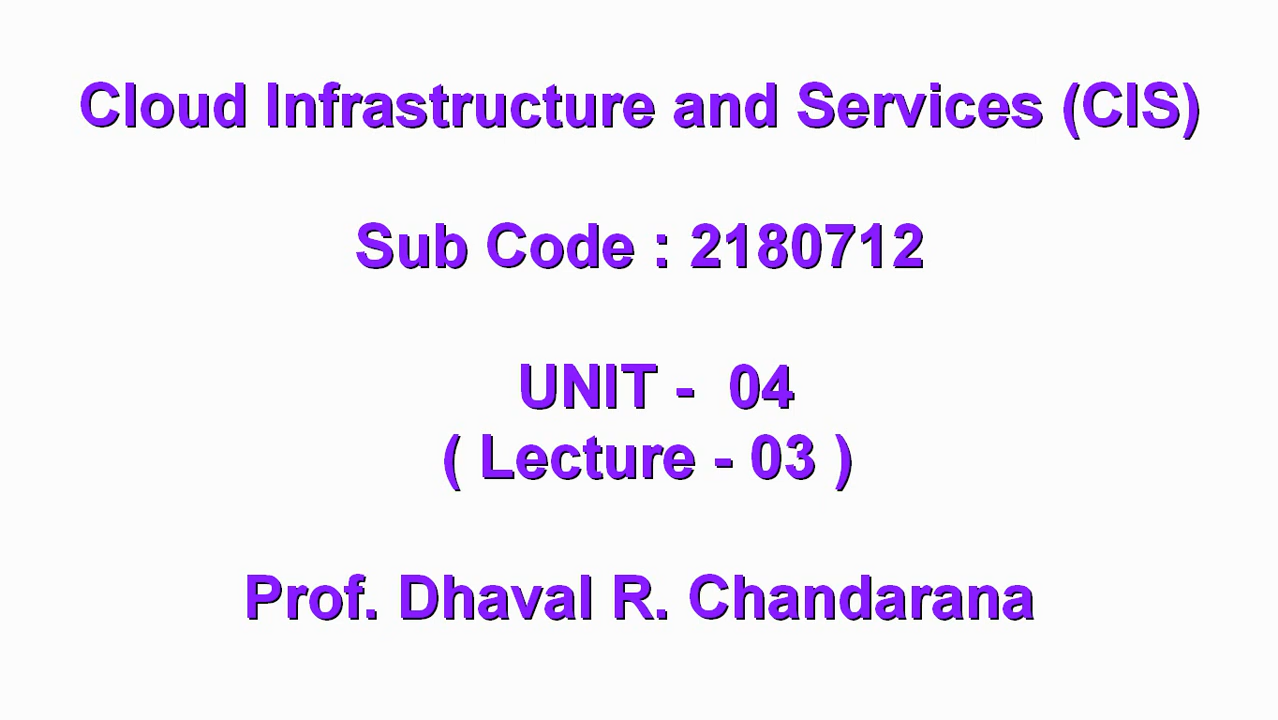 Cloud Infrastructure and Services (CIS)
Sub Code : 2180712
UNIT - 04
( Lecture - 03 )
Prof. Dhaval R. Chandarana